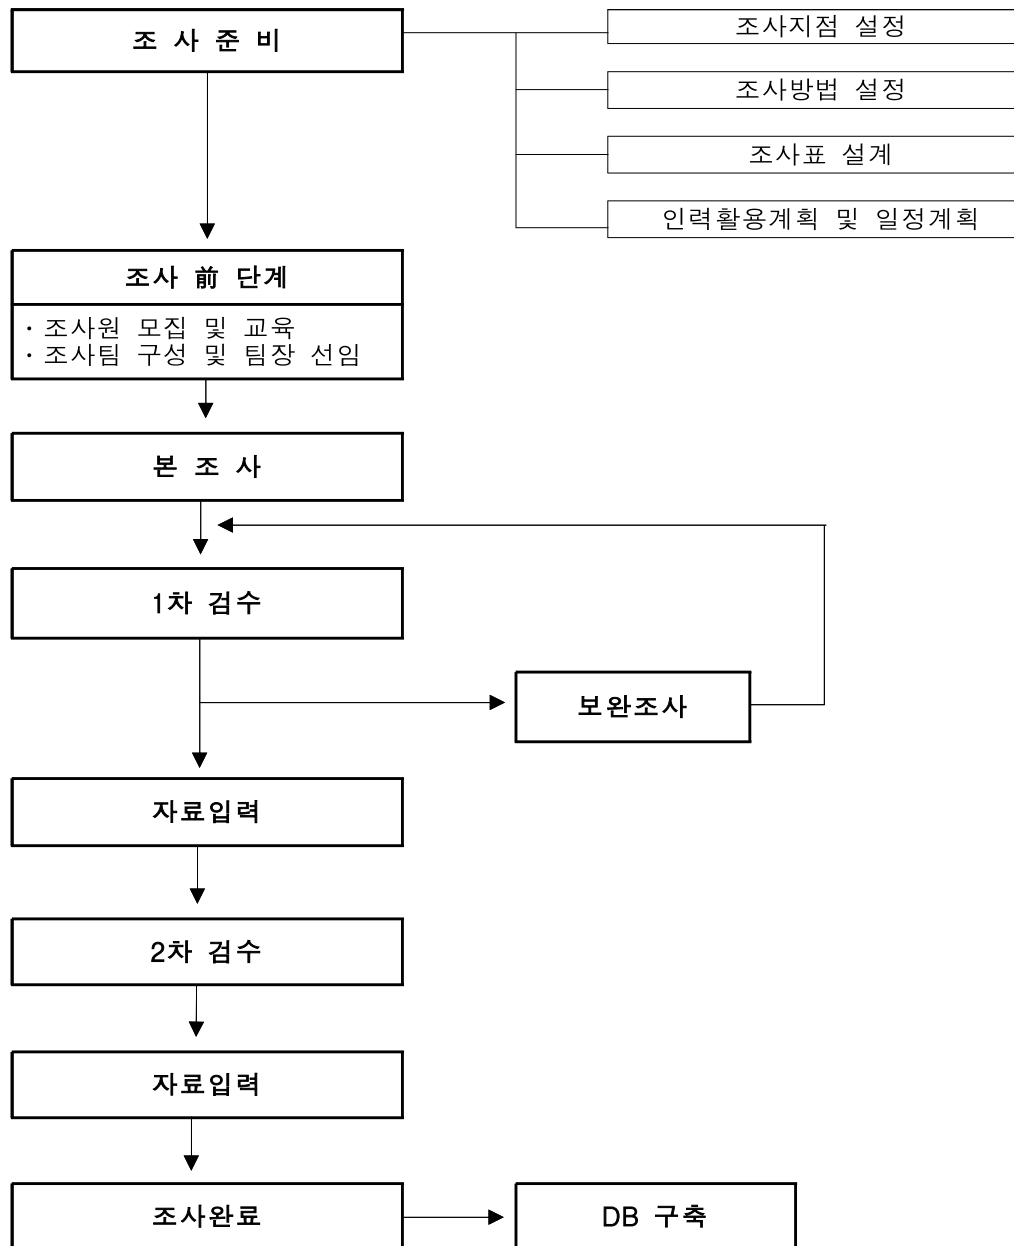 조 사 준 비
조사지점 설정
조사방법 설정
조사표 설계
인력활용계획 및 일정계획
조사 前 단계
· 조사원 모집 및 교육
· 조사팀 구성 및 팀장 선임
본 조 사
1차 검수
보완조사
자료입력
2차 검수
자료입력
조사완료
DB 구축